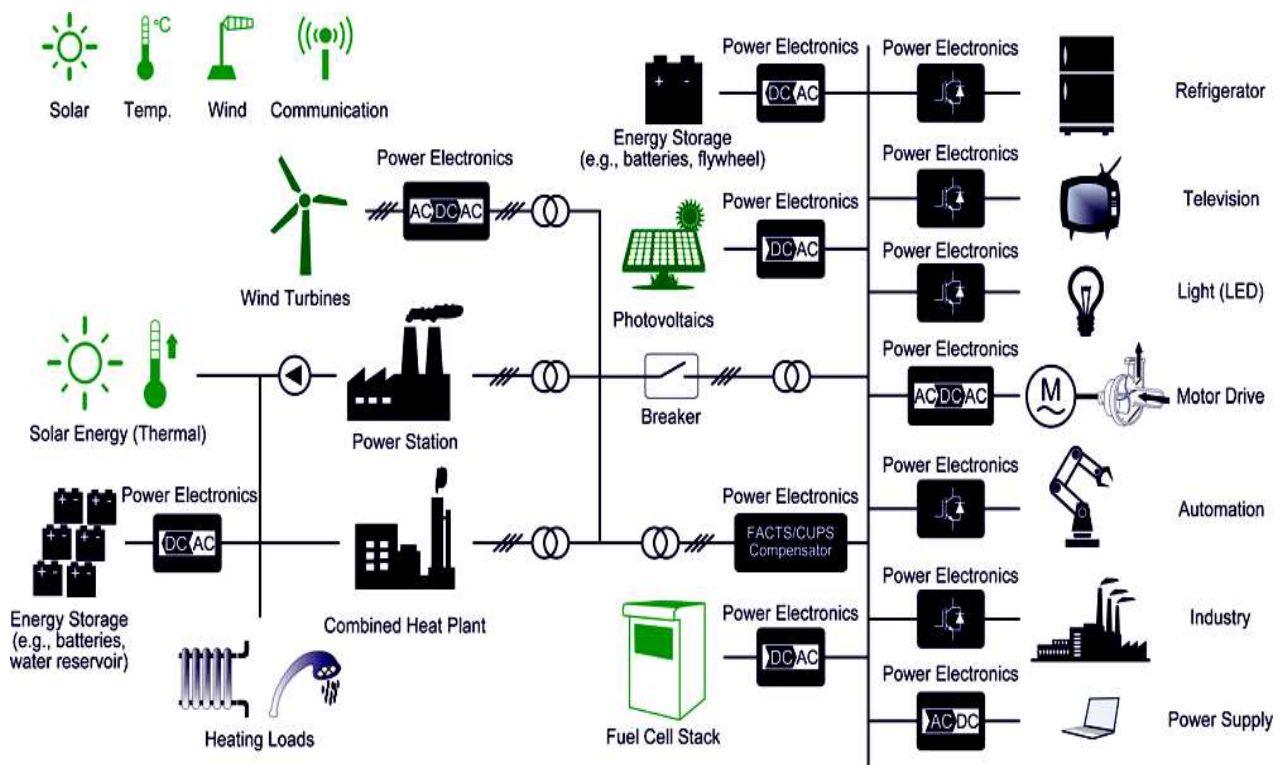 °C
Solar
Temp.
Wind
Communication
Power Electronics
DC AC
Energy Storage
(e.g., batteries, flywheel)
Power Electronics
Refrigerator
Power Electronics
AC DC AC
Wind Turbines
Power Electronics
DC AC
Photovoltaics
Power Electronics
Television
Power Electronics
Light (LED)
Solar Energy (Thermal)
Power Station
Breaker
Power Electronics
AC DC AC
M
Motor Drive
Power Electronics
DC AC
Energy Storage
(e.g., batteries,
water reservoir)
Combined Heat Plant
Power Electronics
FACTS/CUPS
Compensator
Power Electronics
Automation
Heating Loads
Fuel Cell Stack
Power Electronics
DC AC
Power Electronics
Industry
Power Electronics
AC DC
Power Supply